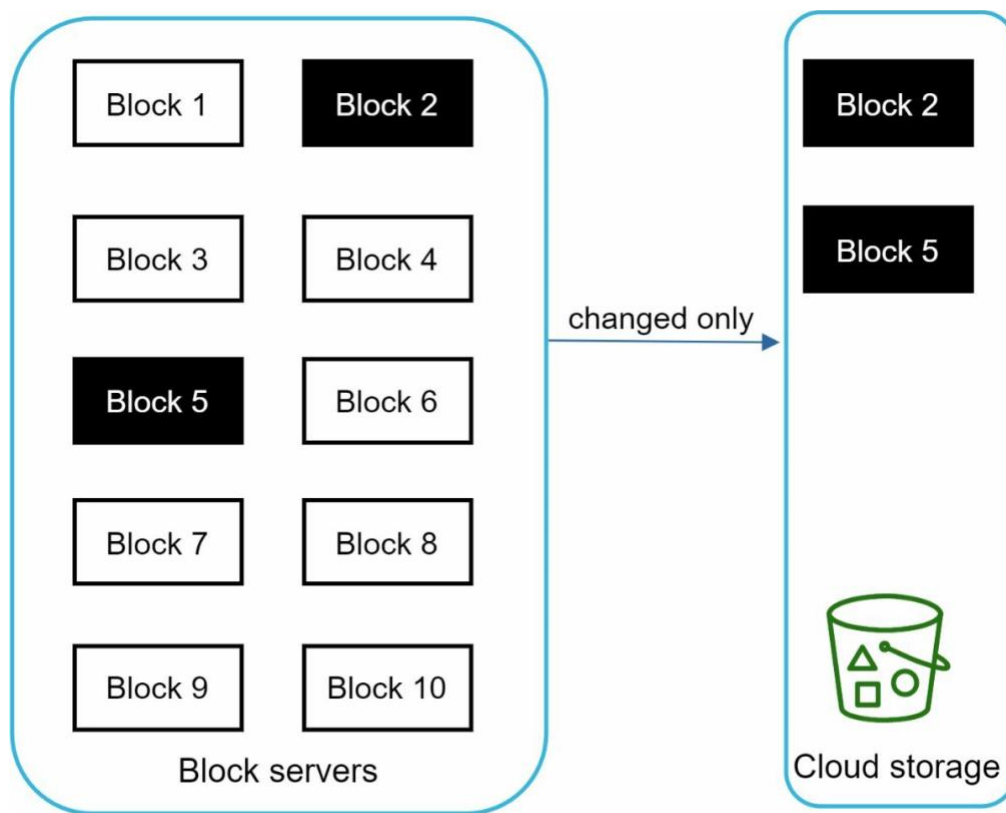 Block 1
Block 2
Block 3
Block 4
Block 5
Block 6
Block 7
Block 8
Block 9
Block 10
Block servers
changed only
Block 2
Block 5
Cloud storage